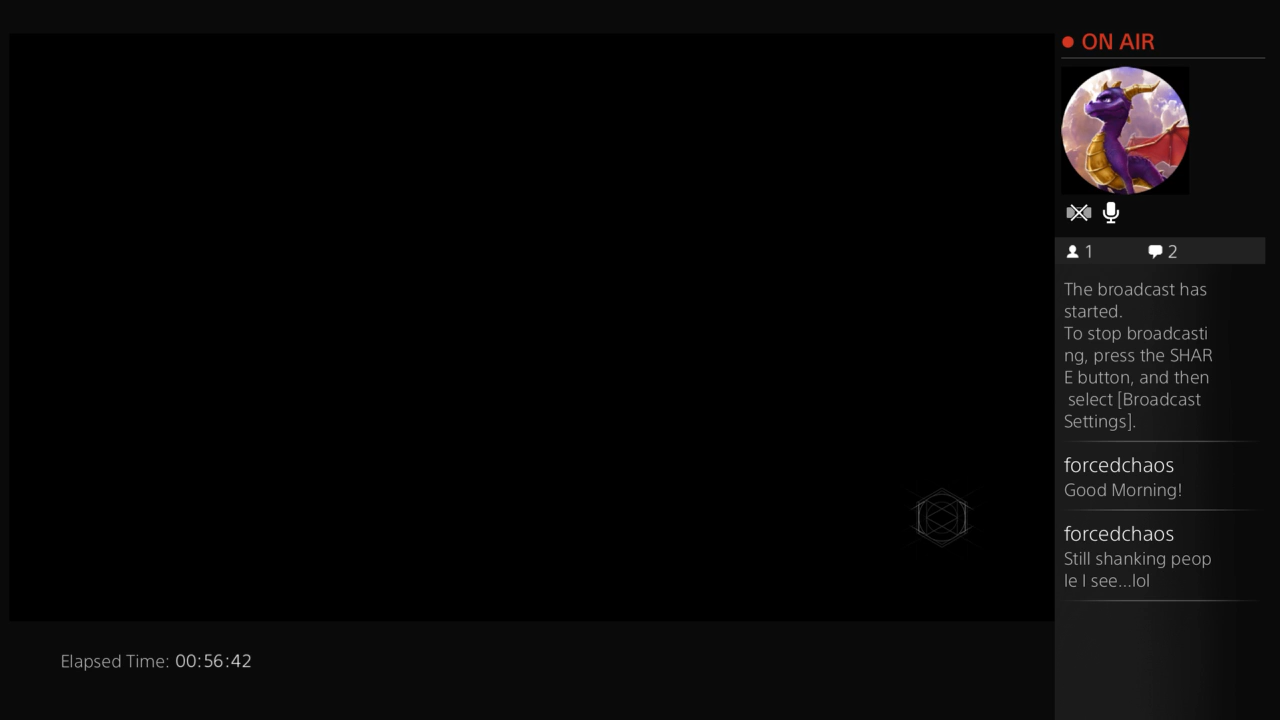 ON AIR
1
2
The broadcast has
started.
To stop broadcasti
ng, press the SHAR
E button, and then
select [Broadcast
Settings].
forcedchaos
Good Morning!
forcedchaos
Still shanking peop
le I see...lol
Elapsed Time: 00:56:42